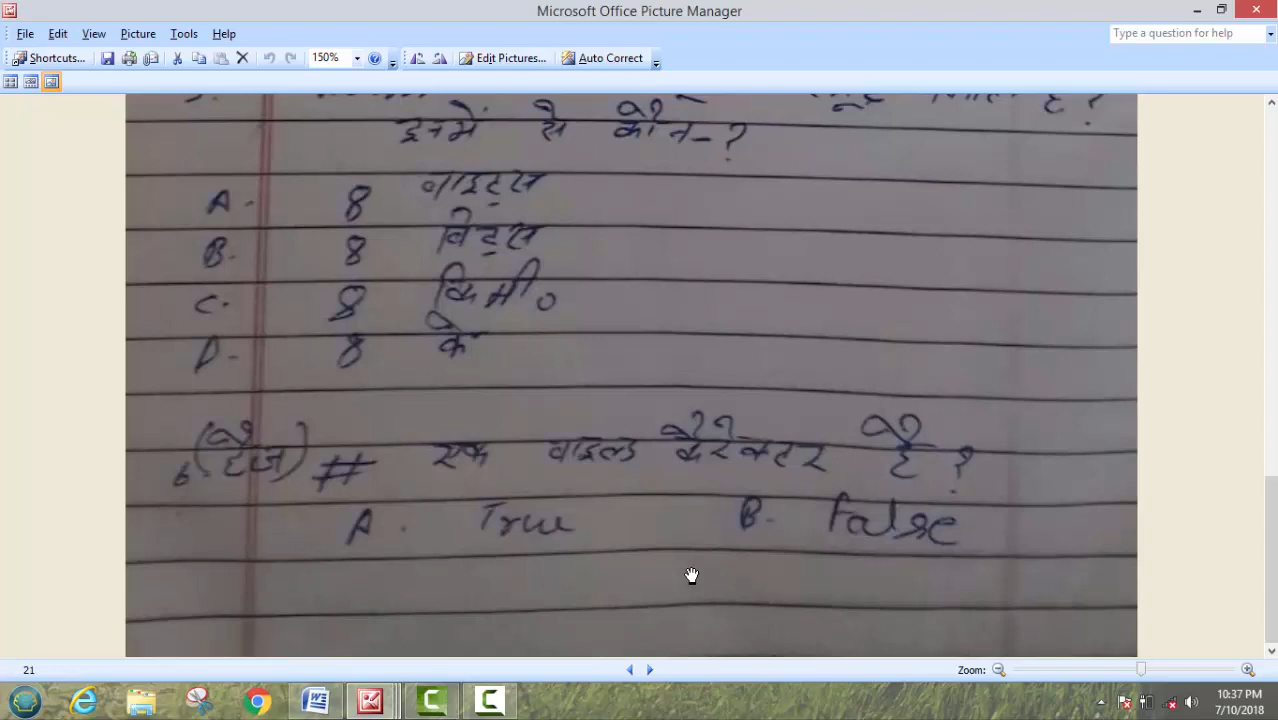 Microsoft Office Picture Manager
File Edit View Picture Tools Help
Type a question for help
Shortcuts... 150% Edit Pictures... Auto Correct
है ?
इनमें से कौन-?
A. 8 वाइट्स
B. 8 विट्स
C. 8 किमी०
D. 8 के
6. (हैज) # एक वाइल्ड कैरेक्टर है ?
A. True B. False
21 Zoom:
10:37 PM
7/10/2018